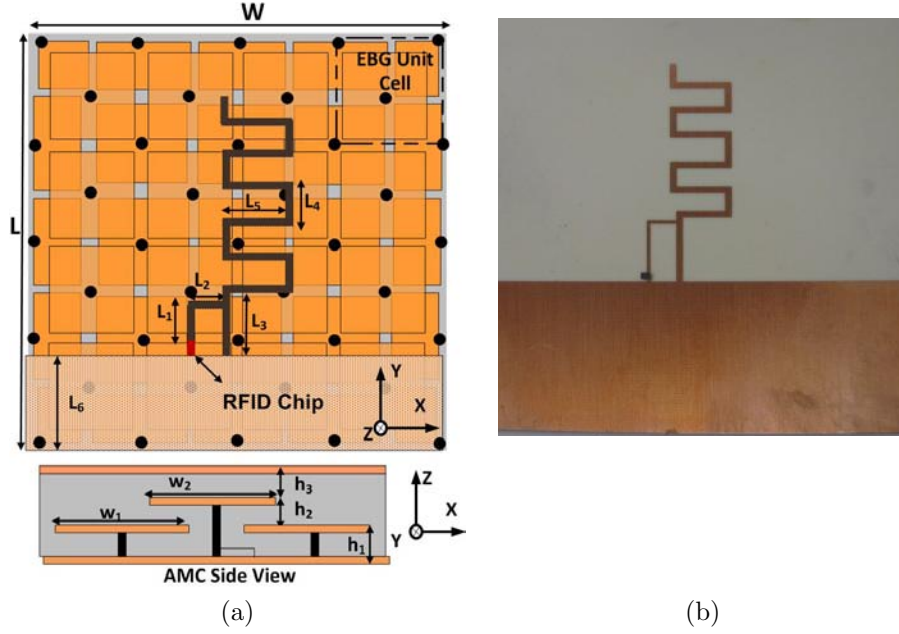 W
EBG Unit
Cell
L
L₅
L₄
L₂
L₁
L₃
L₆
RFID Chip
Y
X
Z
w₂
h₃
w₁
h₂
h₁
Z
X
Y
AMC Side View
(a)
(b)